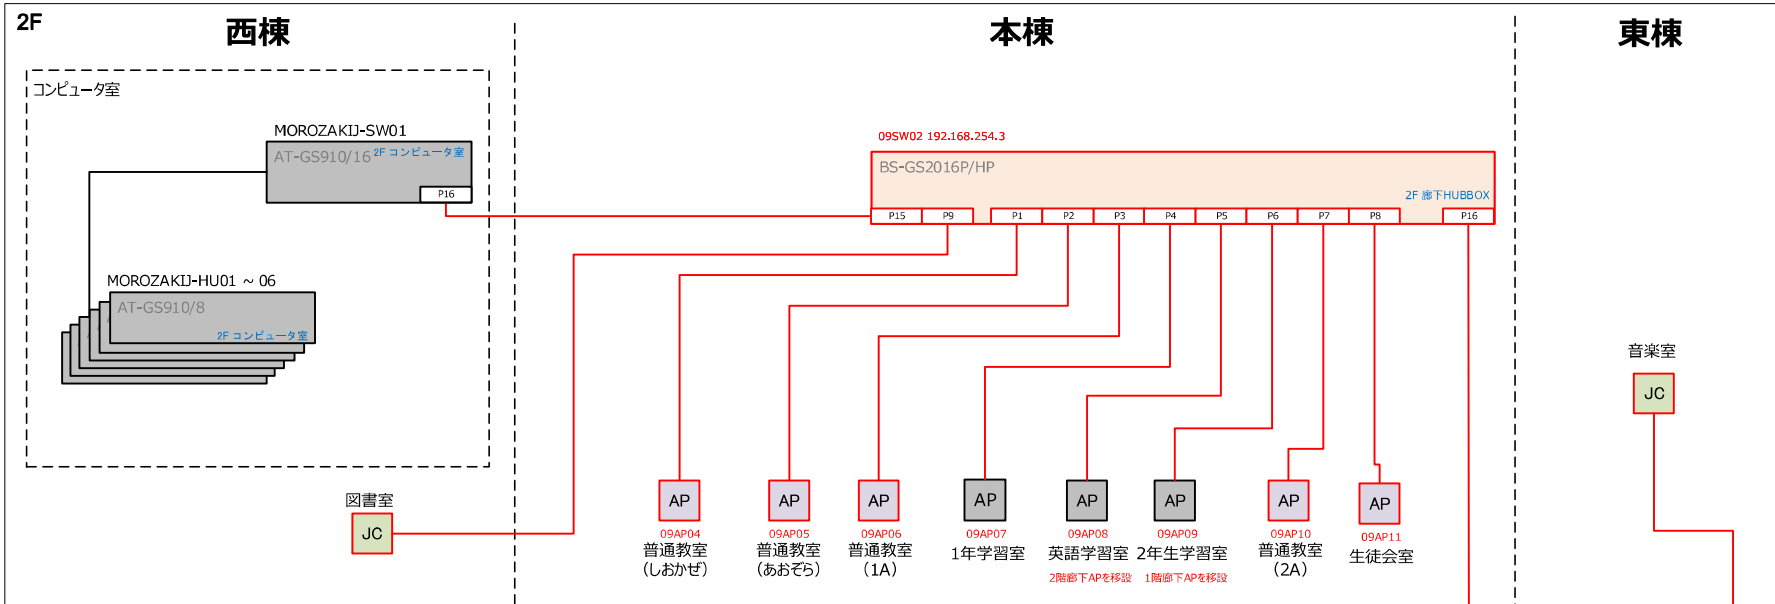 2F
西棟
本棟
東棟
コンピュータ室
MOROZAKIJ-SW01
AT-GS910/16
2F コンピュータ室
P16
MOROZAKIJ-HU01 ~ 06
AT-GS910/8
2F コンピュータ室
図書室
JC
09SW02 192.168.254.3
BS-GS2016P/HP
2F 廊下HUBBOX
P15 P9 P1 P2 P3 P4 P5 P6 P7 P8 P16
AP
09AP04
普通教室
(しおかぜ)
AP
09AP05
普通教室
(あおぞら)
AP
09AP06
普通教室
(1A)
AP
09AP07
1年学習室
AP
09AP08
英語学習室
2階廊下APを移設
AP
09AP09
2年生学習室
1階廊下APを移設
AP
09AP10
普通教室
(2A)
AP
09AP11
生徒会室
音楽室
JC